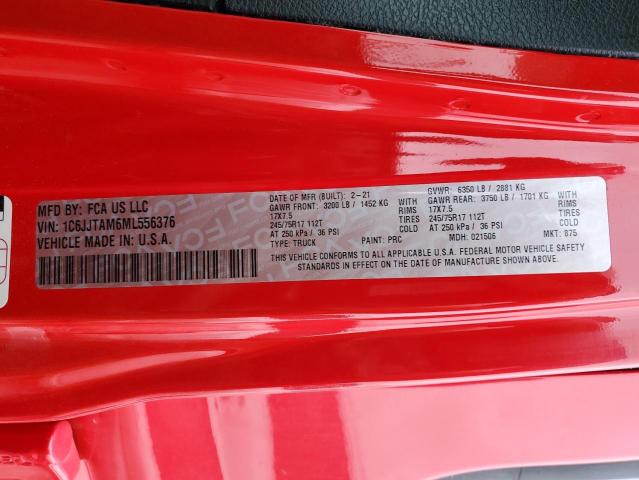 MFD BY: FCA US LLC
VIN: 1C6JJTAM6ML556376
VEHICLE MADE IN: U.S.A.
DATE OF MFR (BUILT): 2-21 GVWR: 6350 LB / 2881 KG
GAWR FRONT: 3200 LB / 1452 KG GAWR REAR: 3750 LB / 1701 KG
17X7.5 RIMS 17X7.5 RIMS
245/75R17 112T TIRES 245/75R17 112T TIRES
AT 250 kPa / 36 PSI COLD AT 250 kPa / 36 PSI COLD
TYPE: TRUCK PAINT: PRC MDH: 021506 MKT: 875
THIS VEHICLE CONFORMS TO ALL APPLICABLE U.S.A. FEDERAL MOTOR VEHICLE SAFETY
STANDARDS IN EFFECT ON THE DATE OF MANUFACTURE SHOWN ABOVE.